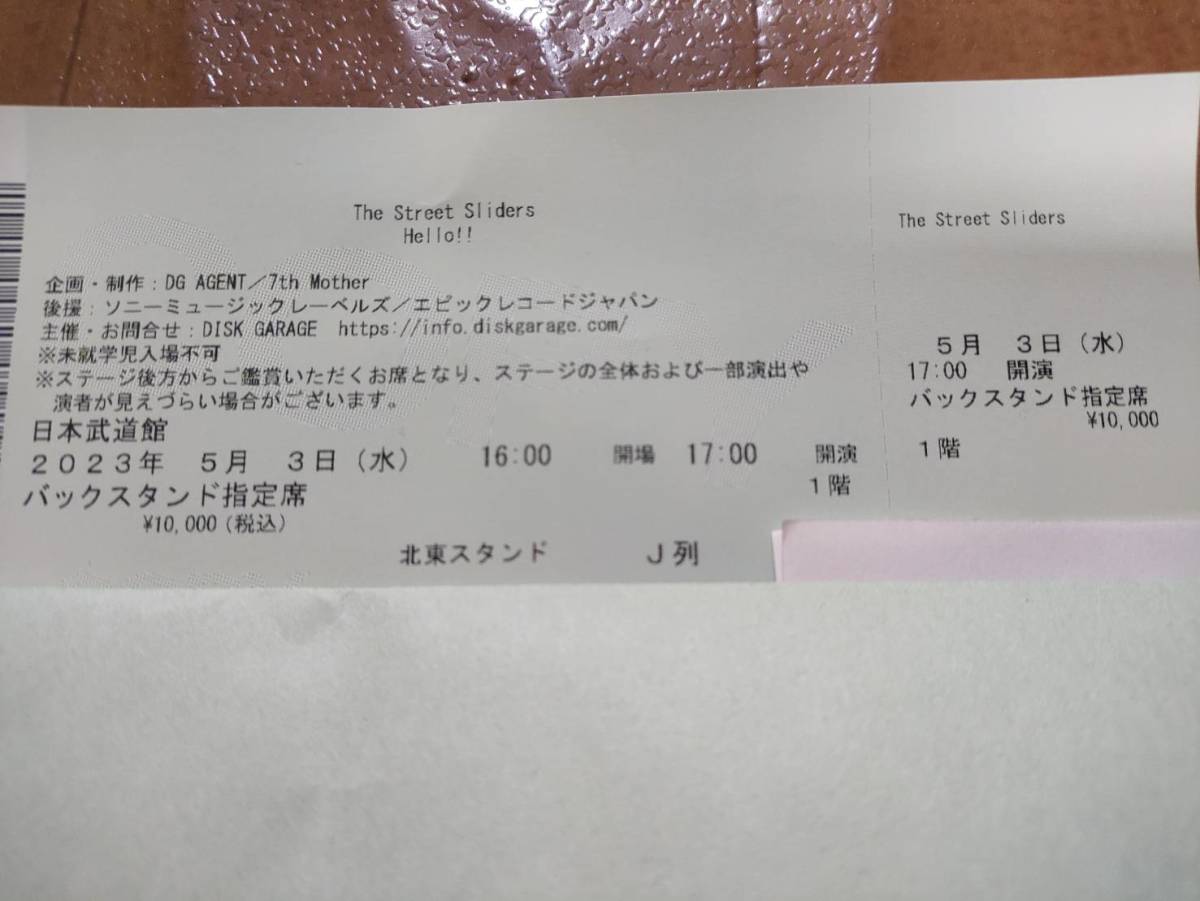 The Street Sliders
Hello!!
企画・制作：DG AGENT／7th Mother
後援：ソニーミュージックレーベルズ／エピックレコードジャパン
主催・お問合せ：DISK GARAGE https://info.diskgarage.com/
※未就学児入場不可
※ステージ後方からご鑑賞いただくお席となり、ステージの全体および一部演出や
演者が見えづらい場合がございます。
日本武道館
２０２３年 ５月 ３日（水） 16:00 開場 17:00 開演
バックスタンド指定席 １階
¥10,000（税込）
北東スタンド Ｊ列
The Street Sliders
５月 ３日（水）
17:00 開演
バックスタンド指定席
¥10,000
１階